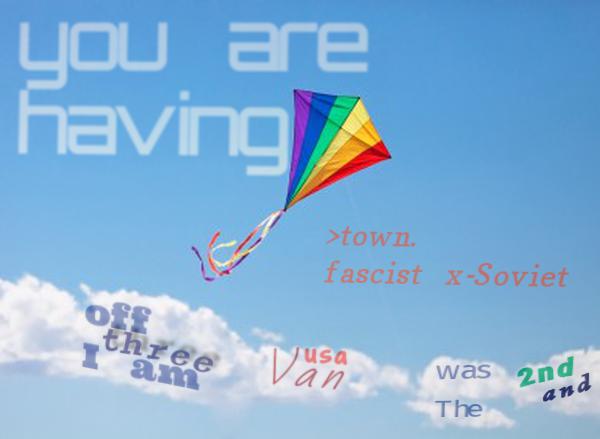 you are
having
>town.
fascist x-Soviet
off
three
I am
usa
Van
was
The
2nd
and